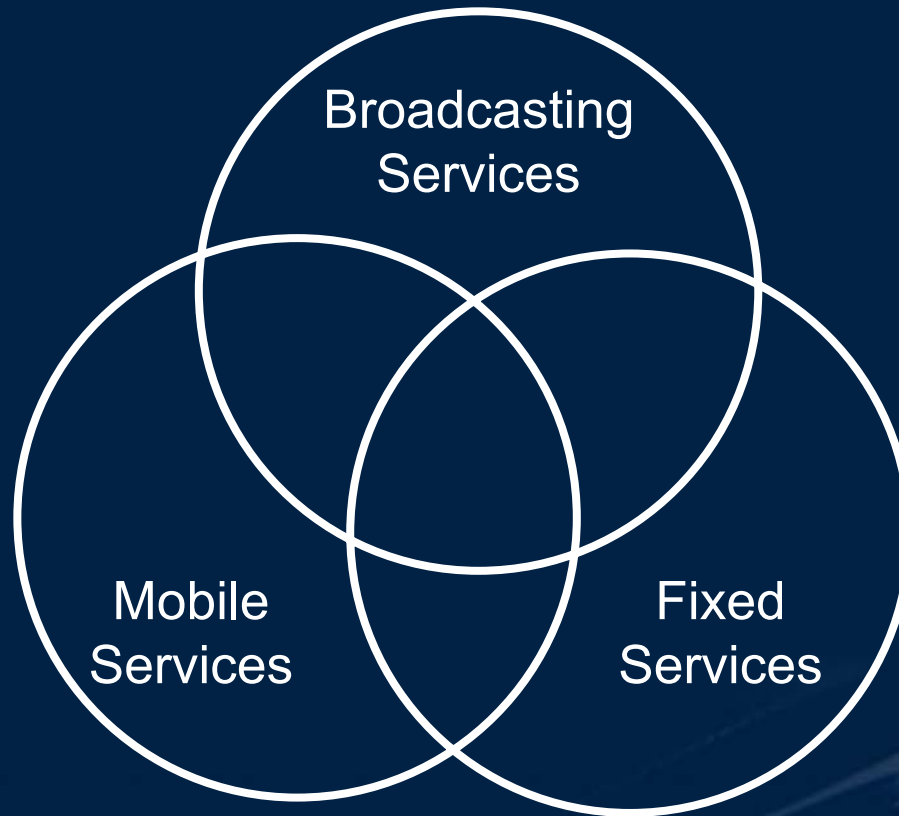 Broadcasting
Services
Mobile
Services
Fixed
Services